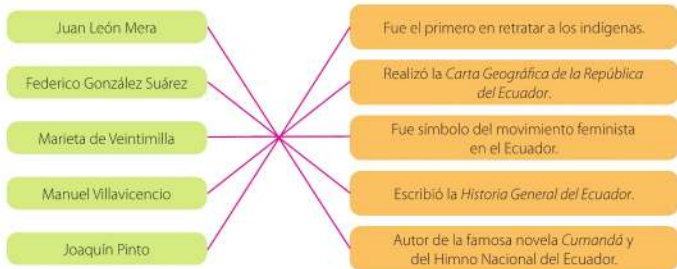 Juan León Mera
Fue el primero en retratar a los indígenas.
Federico González Suárez
Realizó la Carta Geográfica de la República
del Ecuador.
Marieta de Veintimilla
Fue símbolo del movimiento feminista
en el Ecuador.
Manuel Villavicencio
Escribió la Historia General del Ecuador.
Joaquín Pinto
Autor de la famosa novela Cumandá y
del Himno Nacional del Ecuador.